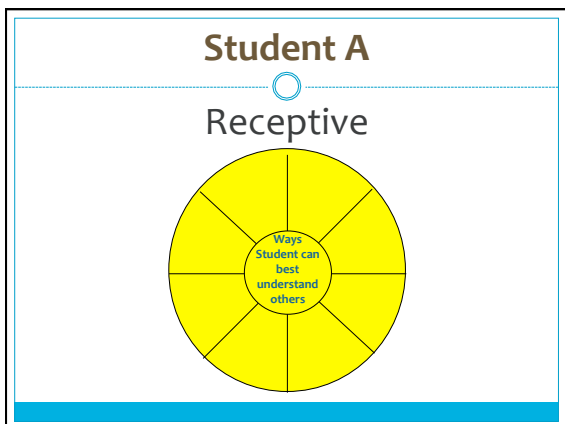 Student A
Receptive
Ways
Student can
best
understand
others